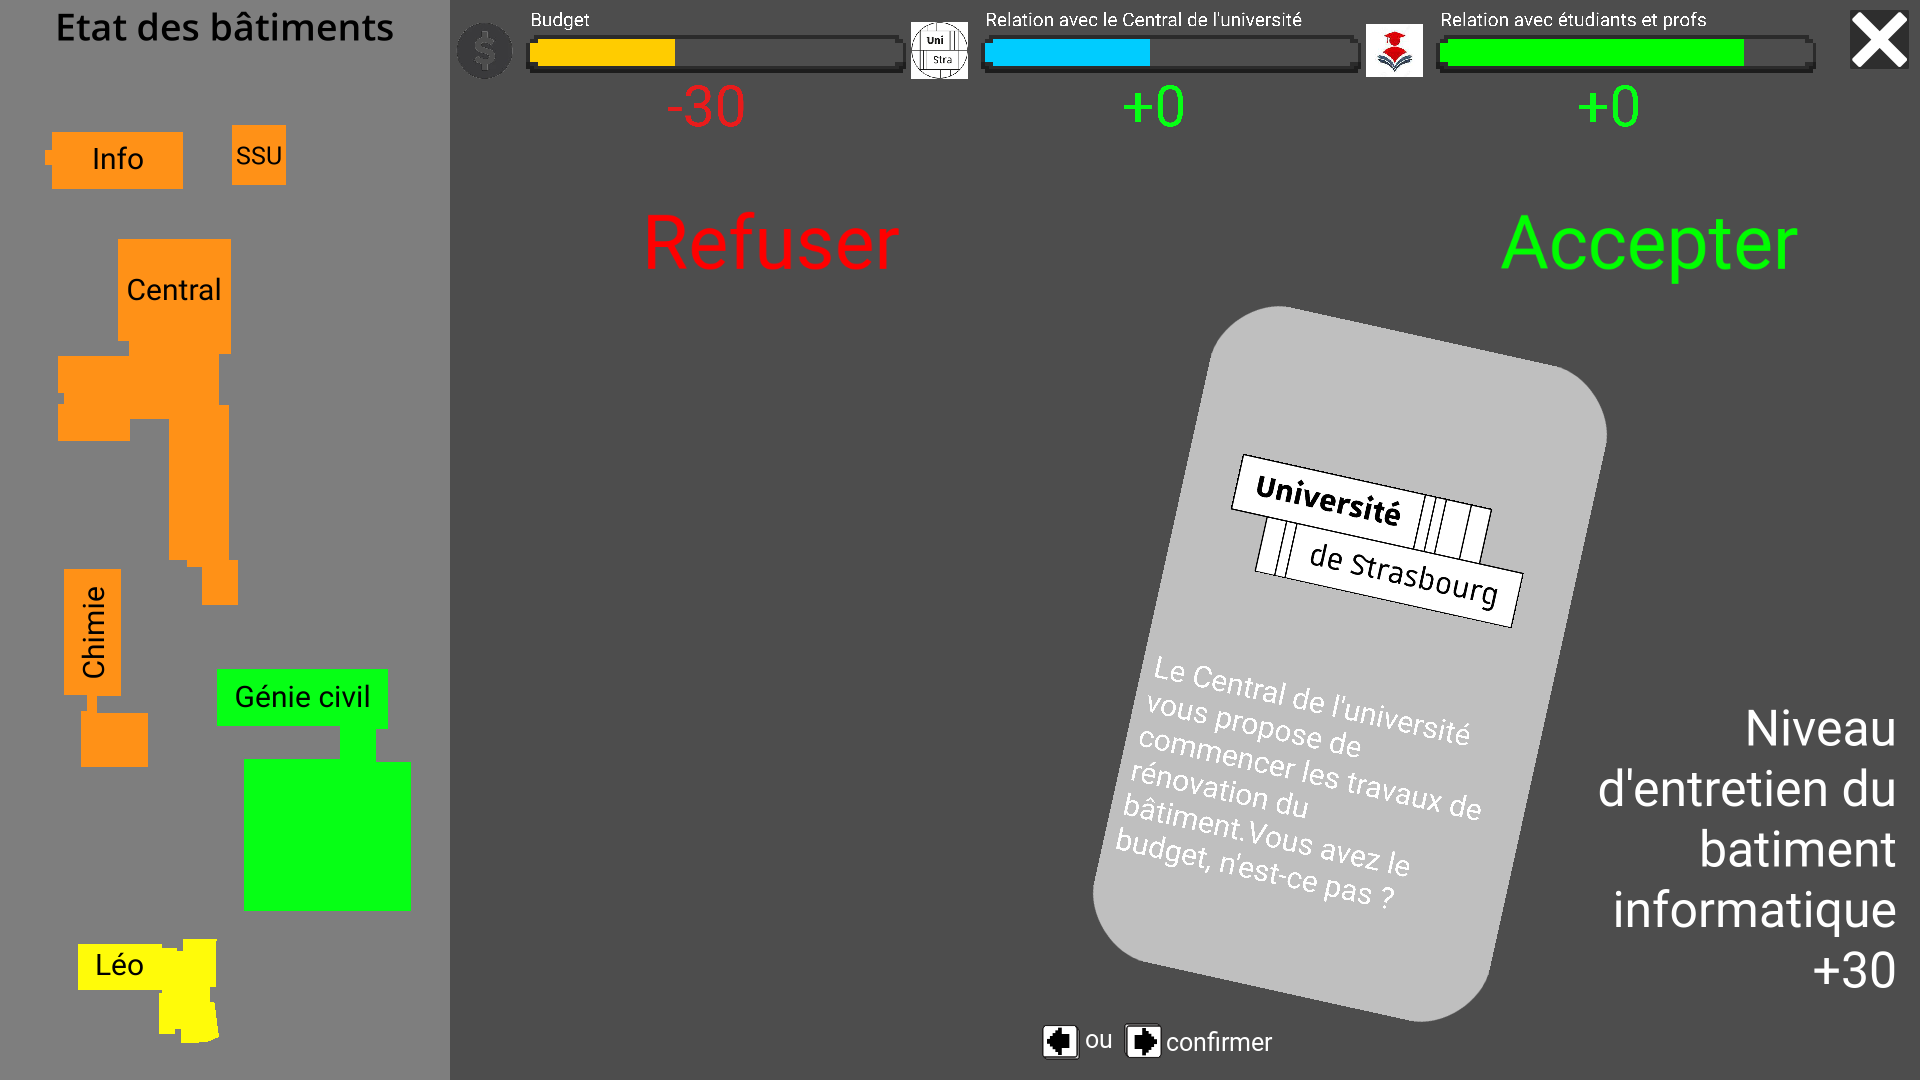 Etat des bâtiments
Info
SSU
Central
Chimie
Génie civil
Léo
$
Budget
-30
Uni
Stra
Relation avec le Central de l'université
+0
Relation avec étudiants et profs
+0
Refuser
Accepter
Université
de Strasbourg
Le Central de l'université
vous propose de
commencer les travaux de
rénovation du
bâtiment.Vous avez le
budget, n'est-ce pas ?
Niveau
d'entretien du
batiment
informatique
+30
ou
confirmer